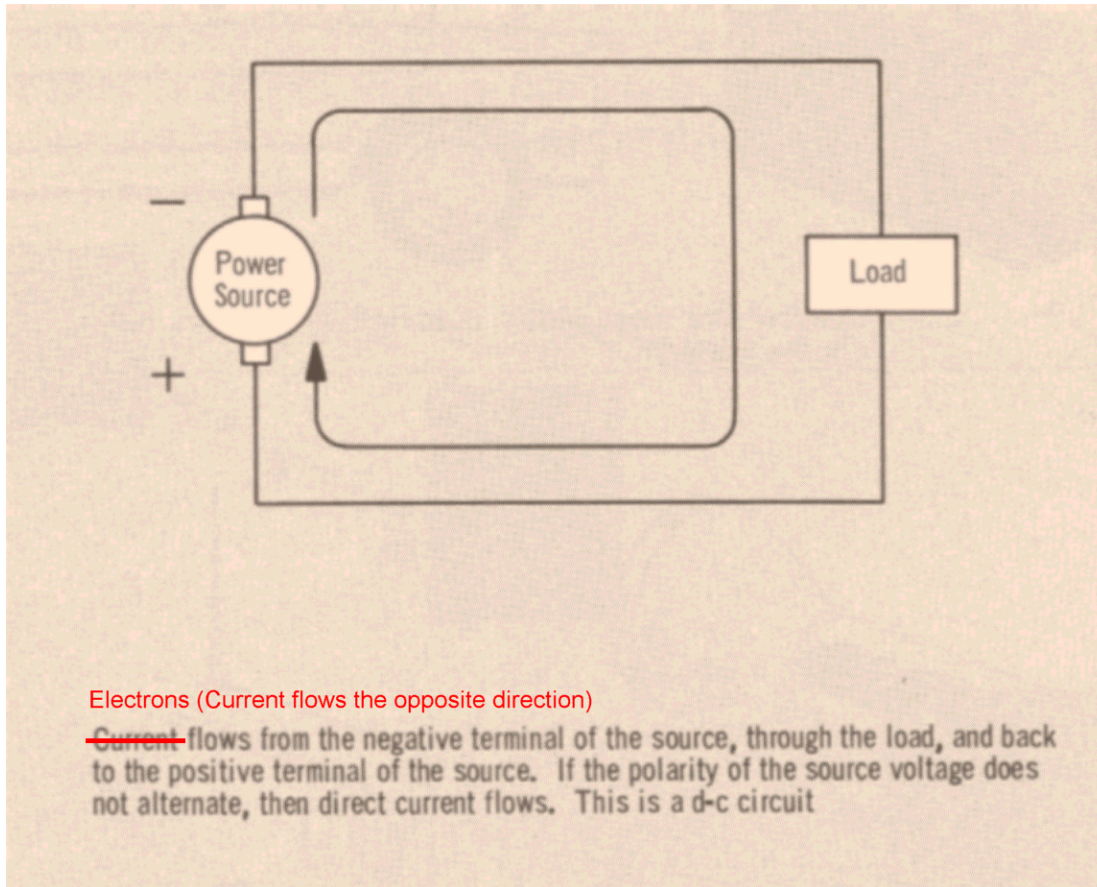 −
Power
Source
+
Load
Electrons (Current flows the opposite direction)
Current flows from the negative terminal of the source, through the load, and back
to the positive terminal of the source. If the polarity of the source voltage does
not alternate, then direct current flows. This is a d-c circuit